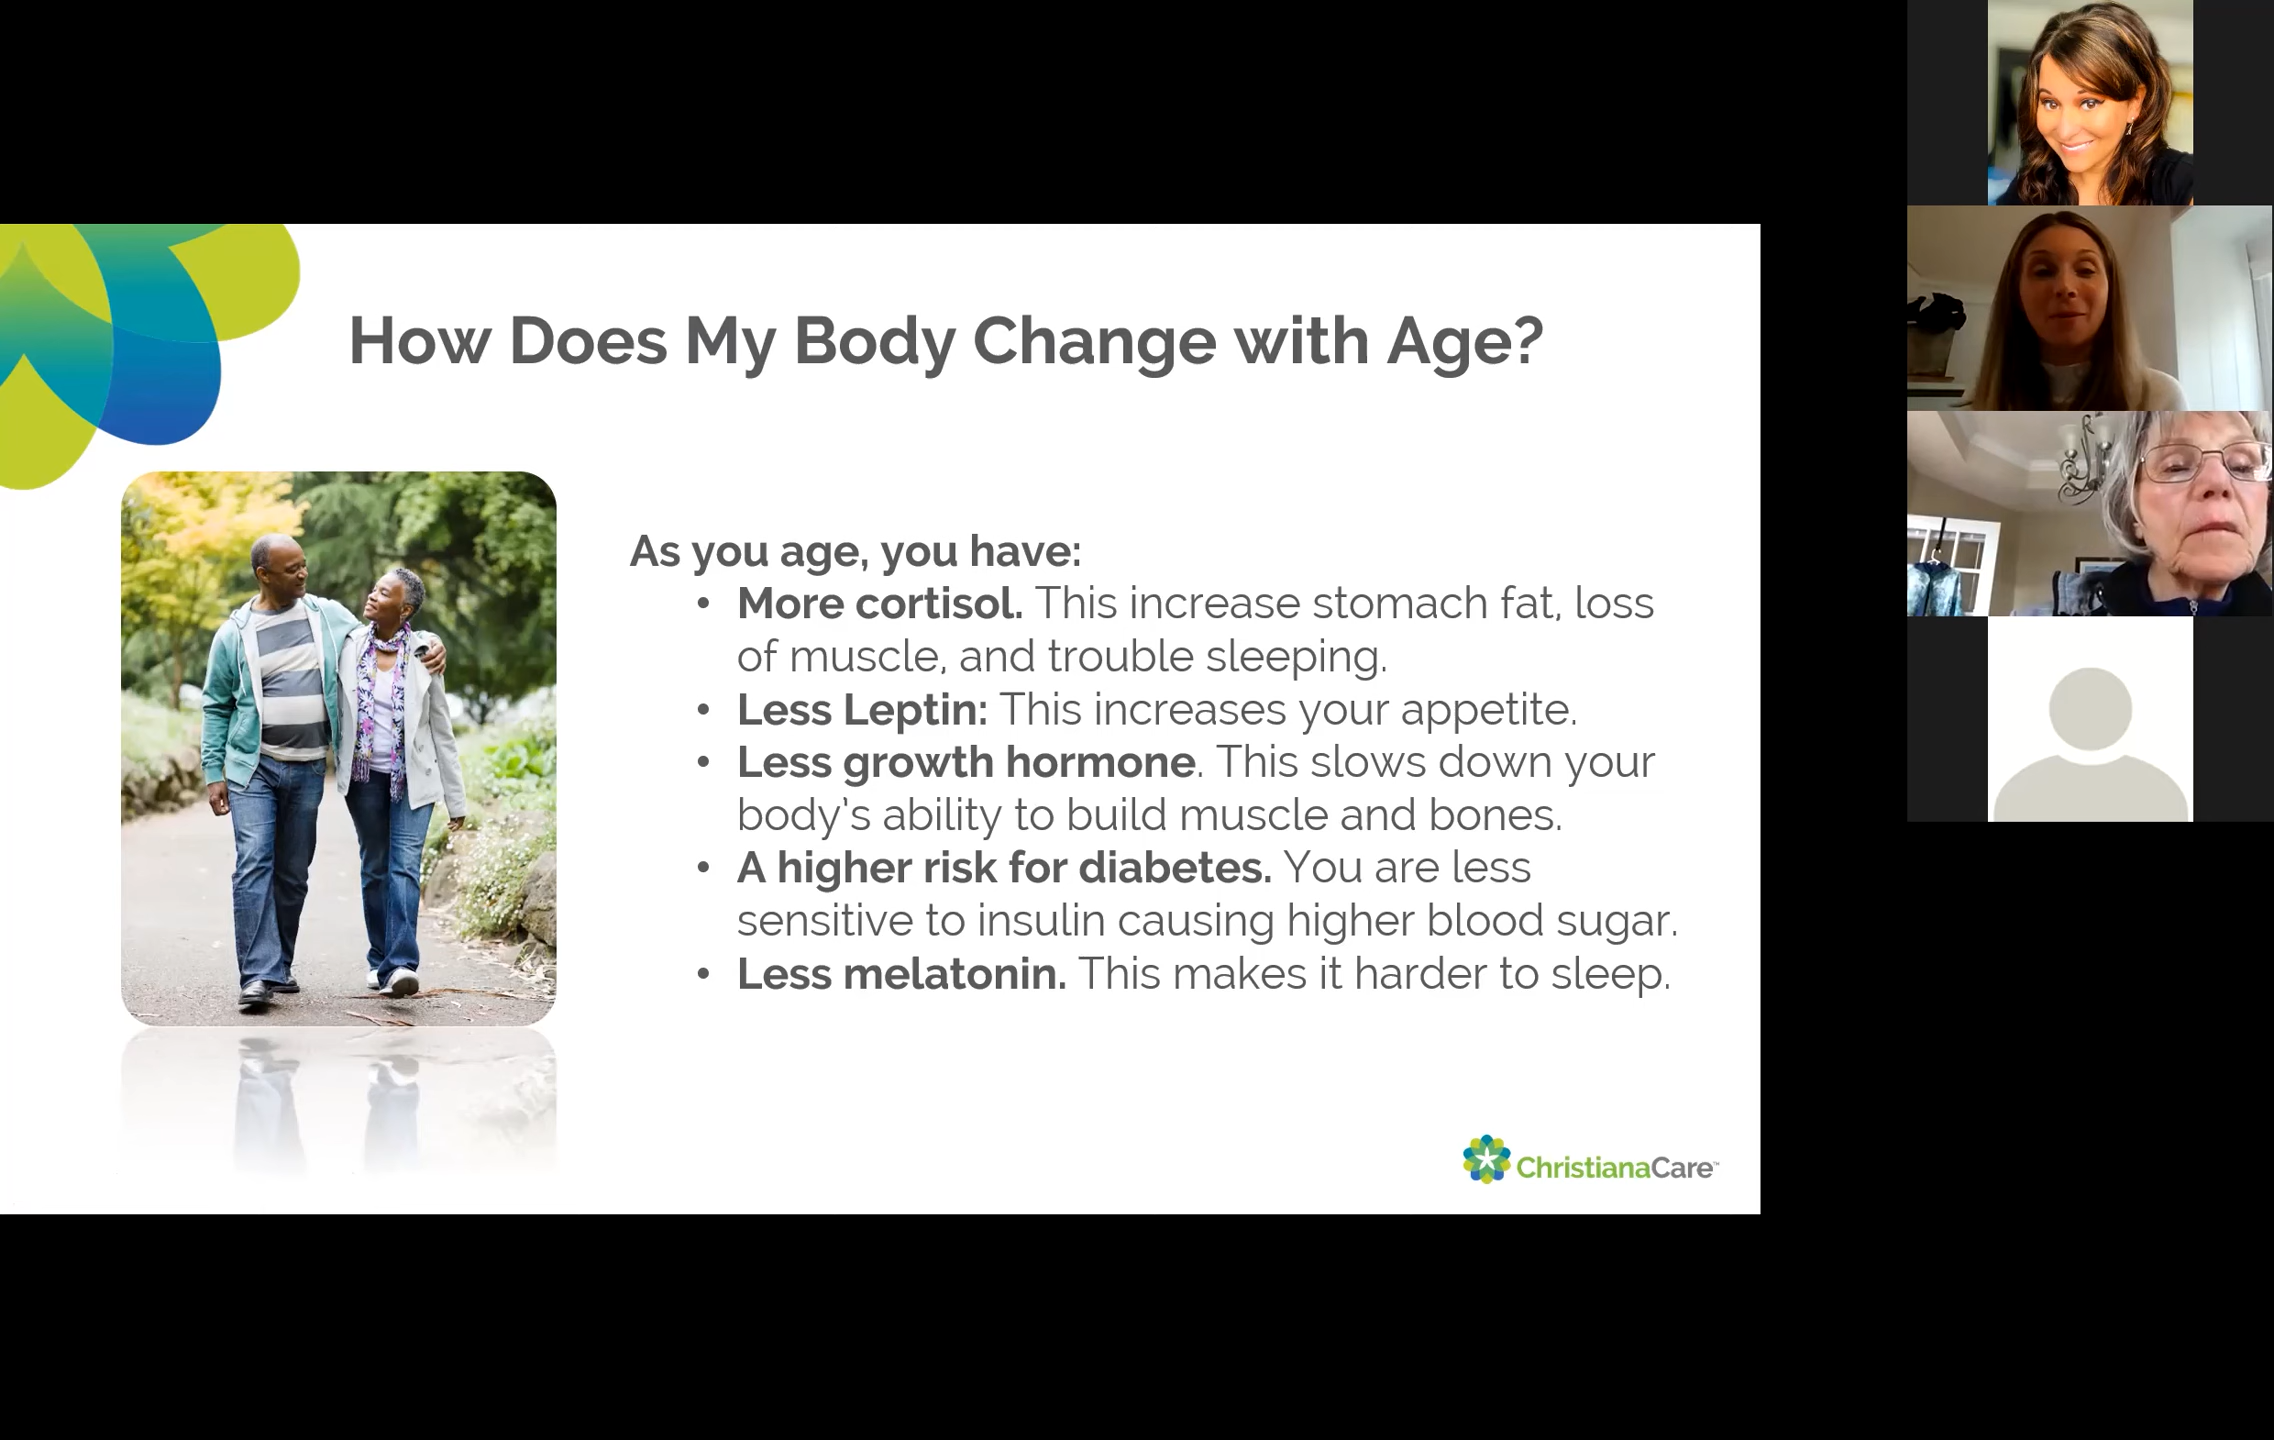 How Does My Body Change with Age?
As you age, you have:
• More cortisol. This increase stomach fat, loss
of muscle, and trouble sleeping.
• Less Leptin: This increases your appetite.
• Less growth hormone. This slows down your
body's ability to build muscle and bones.
• A higher risk for diabetes. You are less
sensitive to insulin causing higher blood sugar.
• Less melatonin. This makes it harder to sleep.
ChristianaCare™